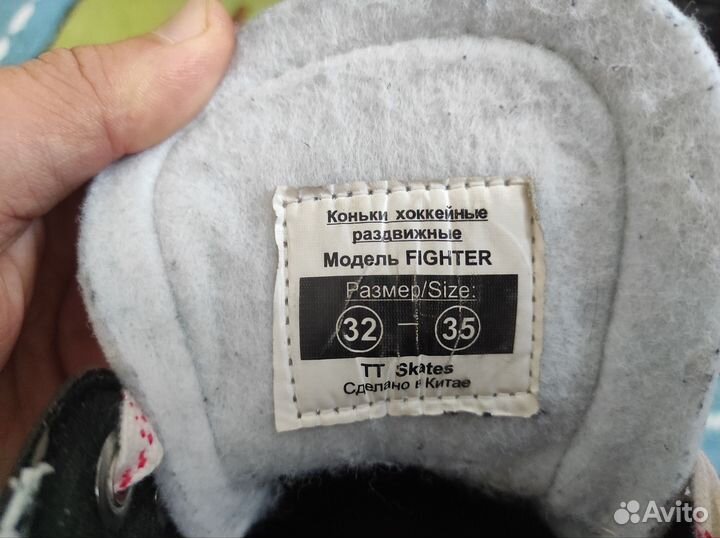 Коньки хоккейные
раздвижные
Модель FIGHTER
Размер/Size:
32 — 35
TT Skates
Сделано в Китае
Avito